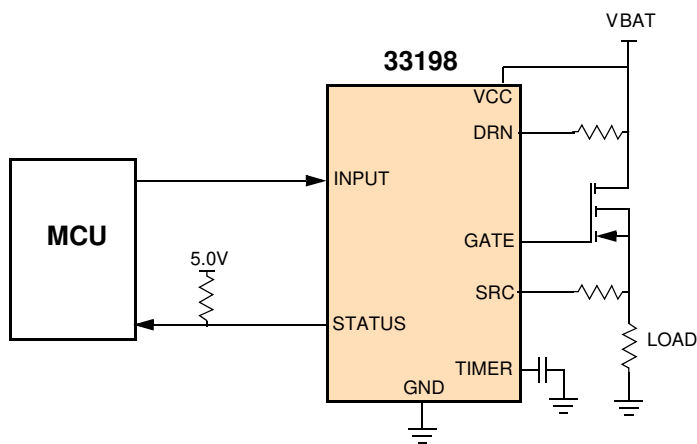 VBAT
33198
VCC
DRN
INPUT
MCU
GATE
5.0V
SRC
STATUS
LOAD
TIMER
GND